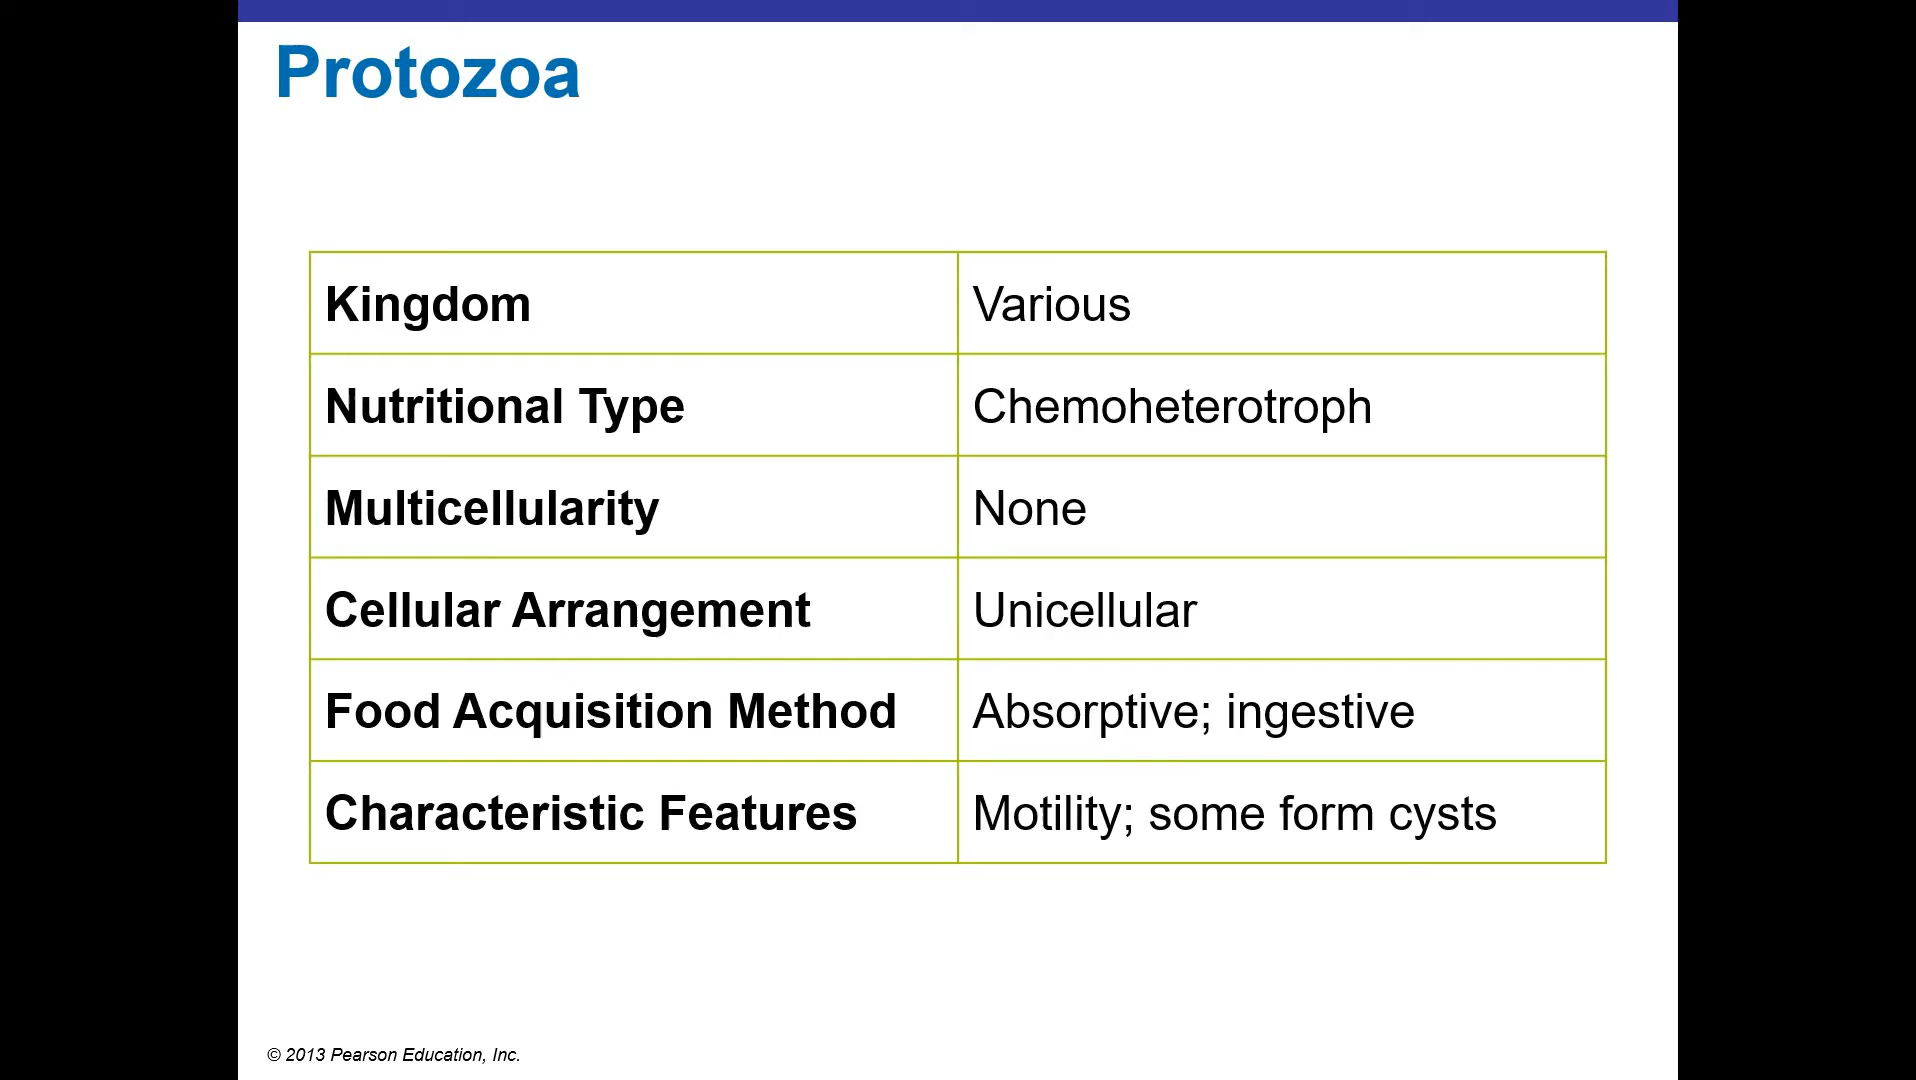 Protozoa
Kingdom Various
Nutritional Type Chemoheterotroph
Multicellularity None
Cellular Arrangement Unicellular
Food Acquisition Method Absorptive; ingestive
Characteristic Features Motility; some form cysts
© 2013 Pearson Education, Inc.